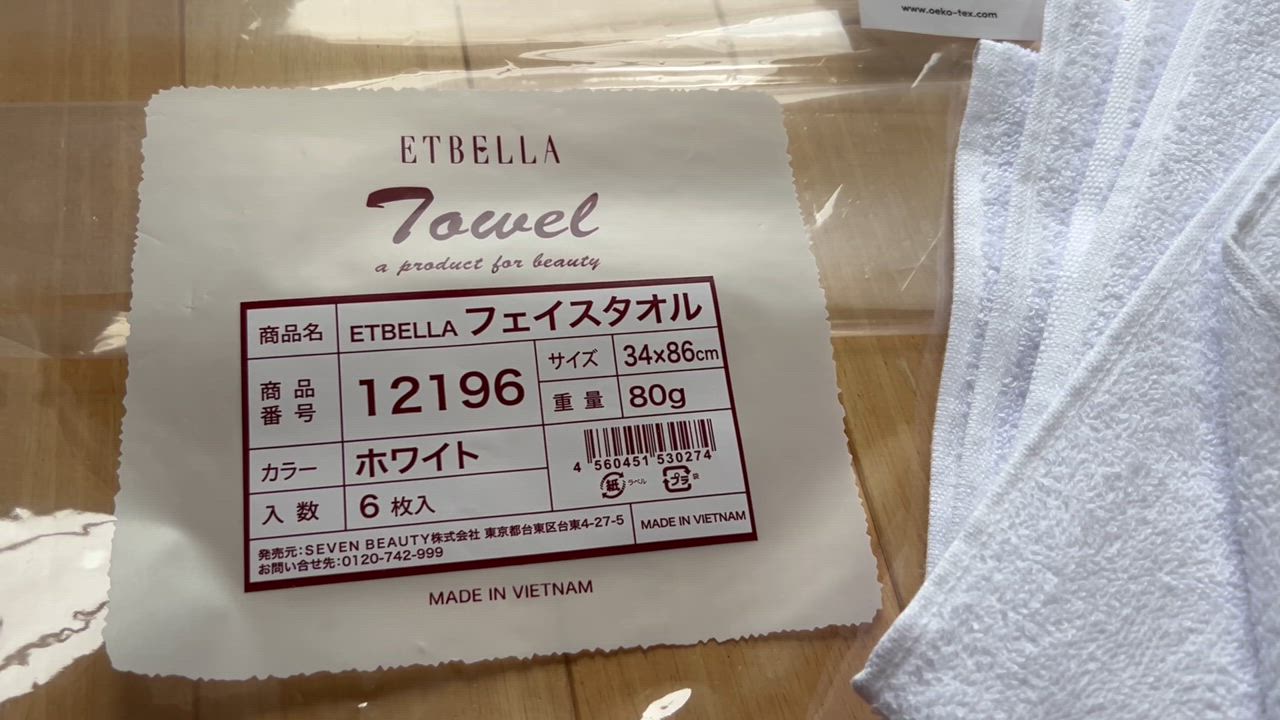 www.oeko-tex.com
ETBELLA
Towel
a product for beauty
商品名 ETBELLA フェイスタオル
商品番号 12196
サイズ 34×86cm
重量 80g
カラー ホワイト
入数 6枚入
4 560451 530274
紙 ラベル プラ 袋
発売元:SEVEN BEAUTY株式会社 東京都台東区台東4-27-5
お問い合せ先:0120-742-999
MADE IN VIETNAM
MADE IN VIETNAM